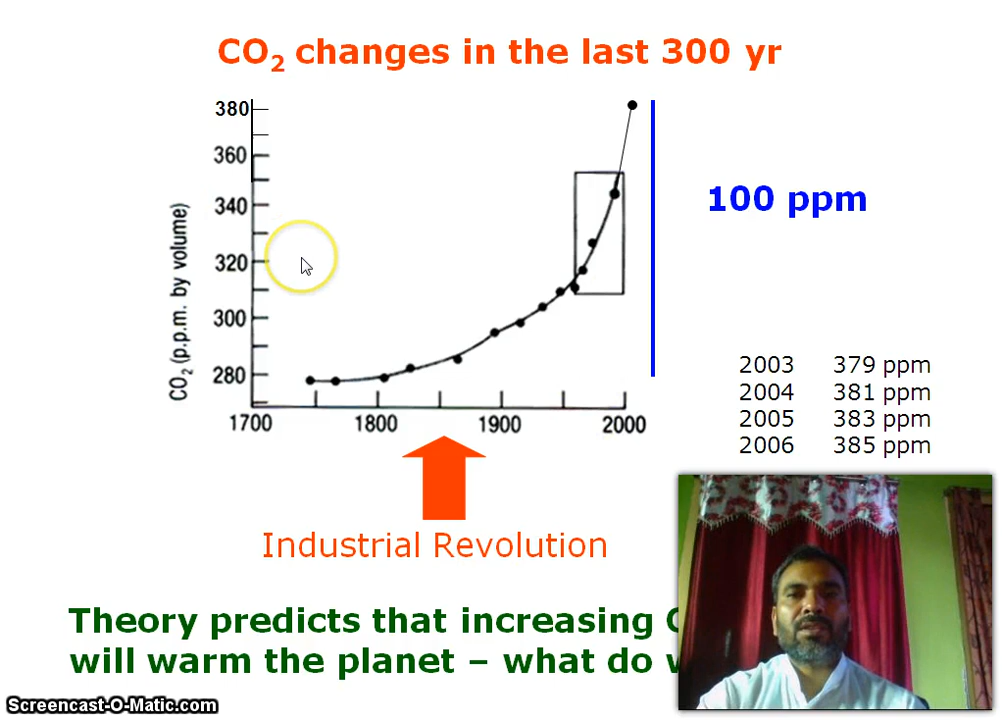 CO2 changes in the last 300 yr
380
360
340
320
300
280
CO2 (p.p.m. by volume)
1700 1800 1900 2000
100 ppm
2003 379 ppm
2004 381 ppm
2005 383 ppm
2006 385 ppm
Industrial Revolution
Theory predicts that increasing
will warm the planet – what do
Screencast-O-Matic.com